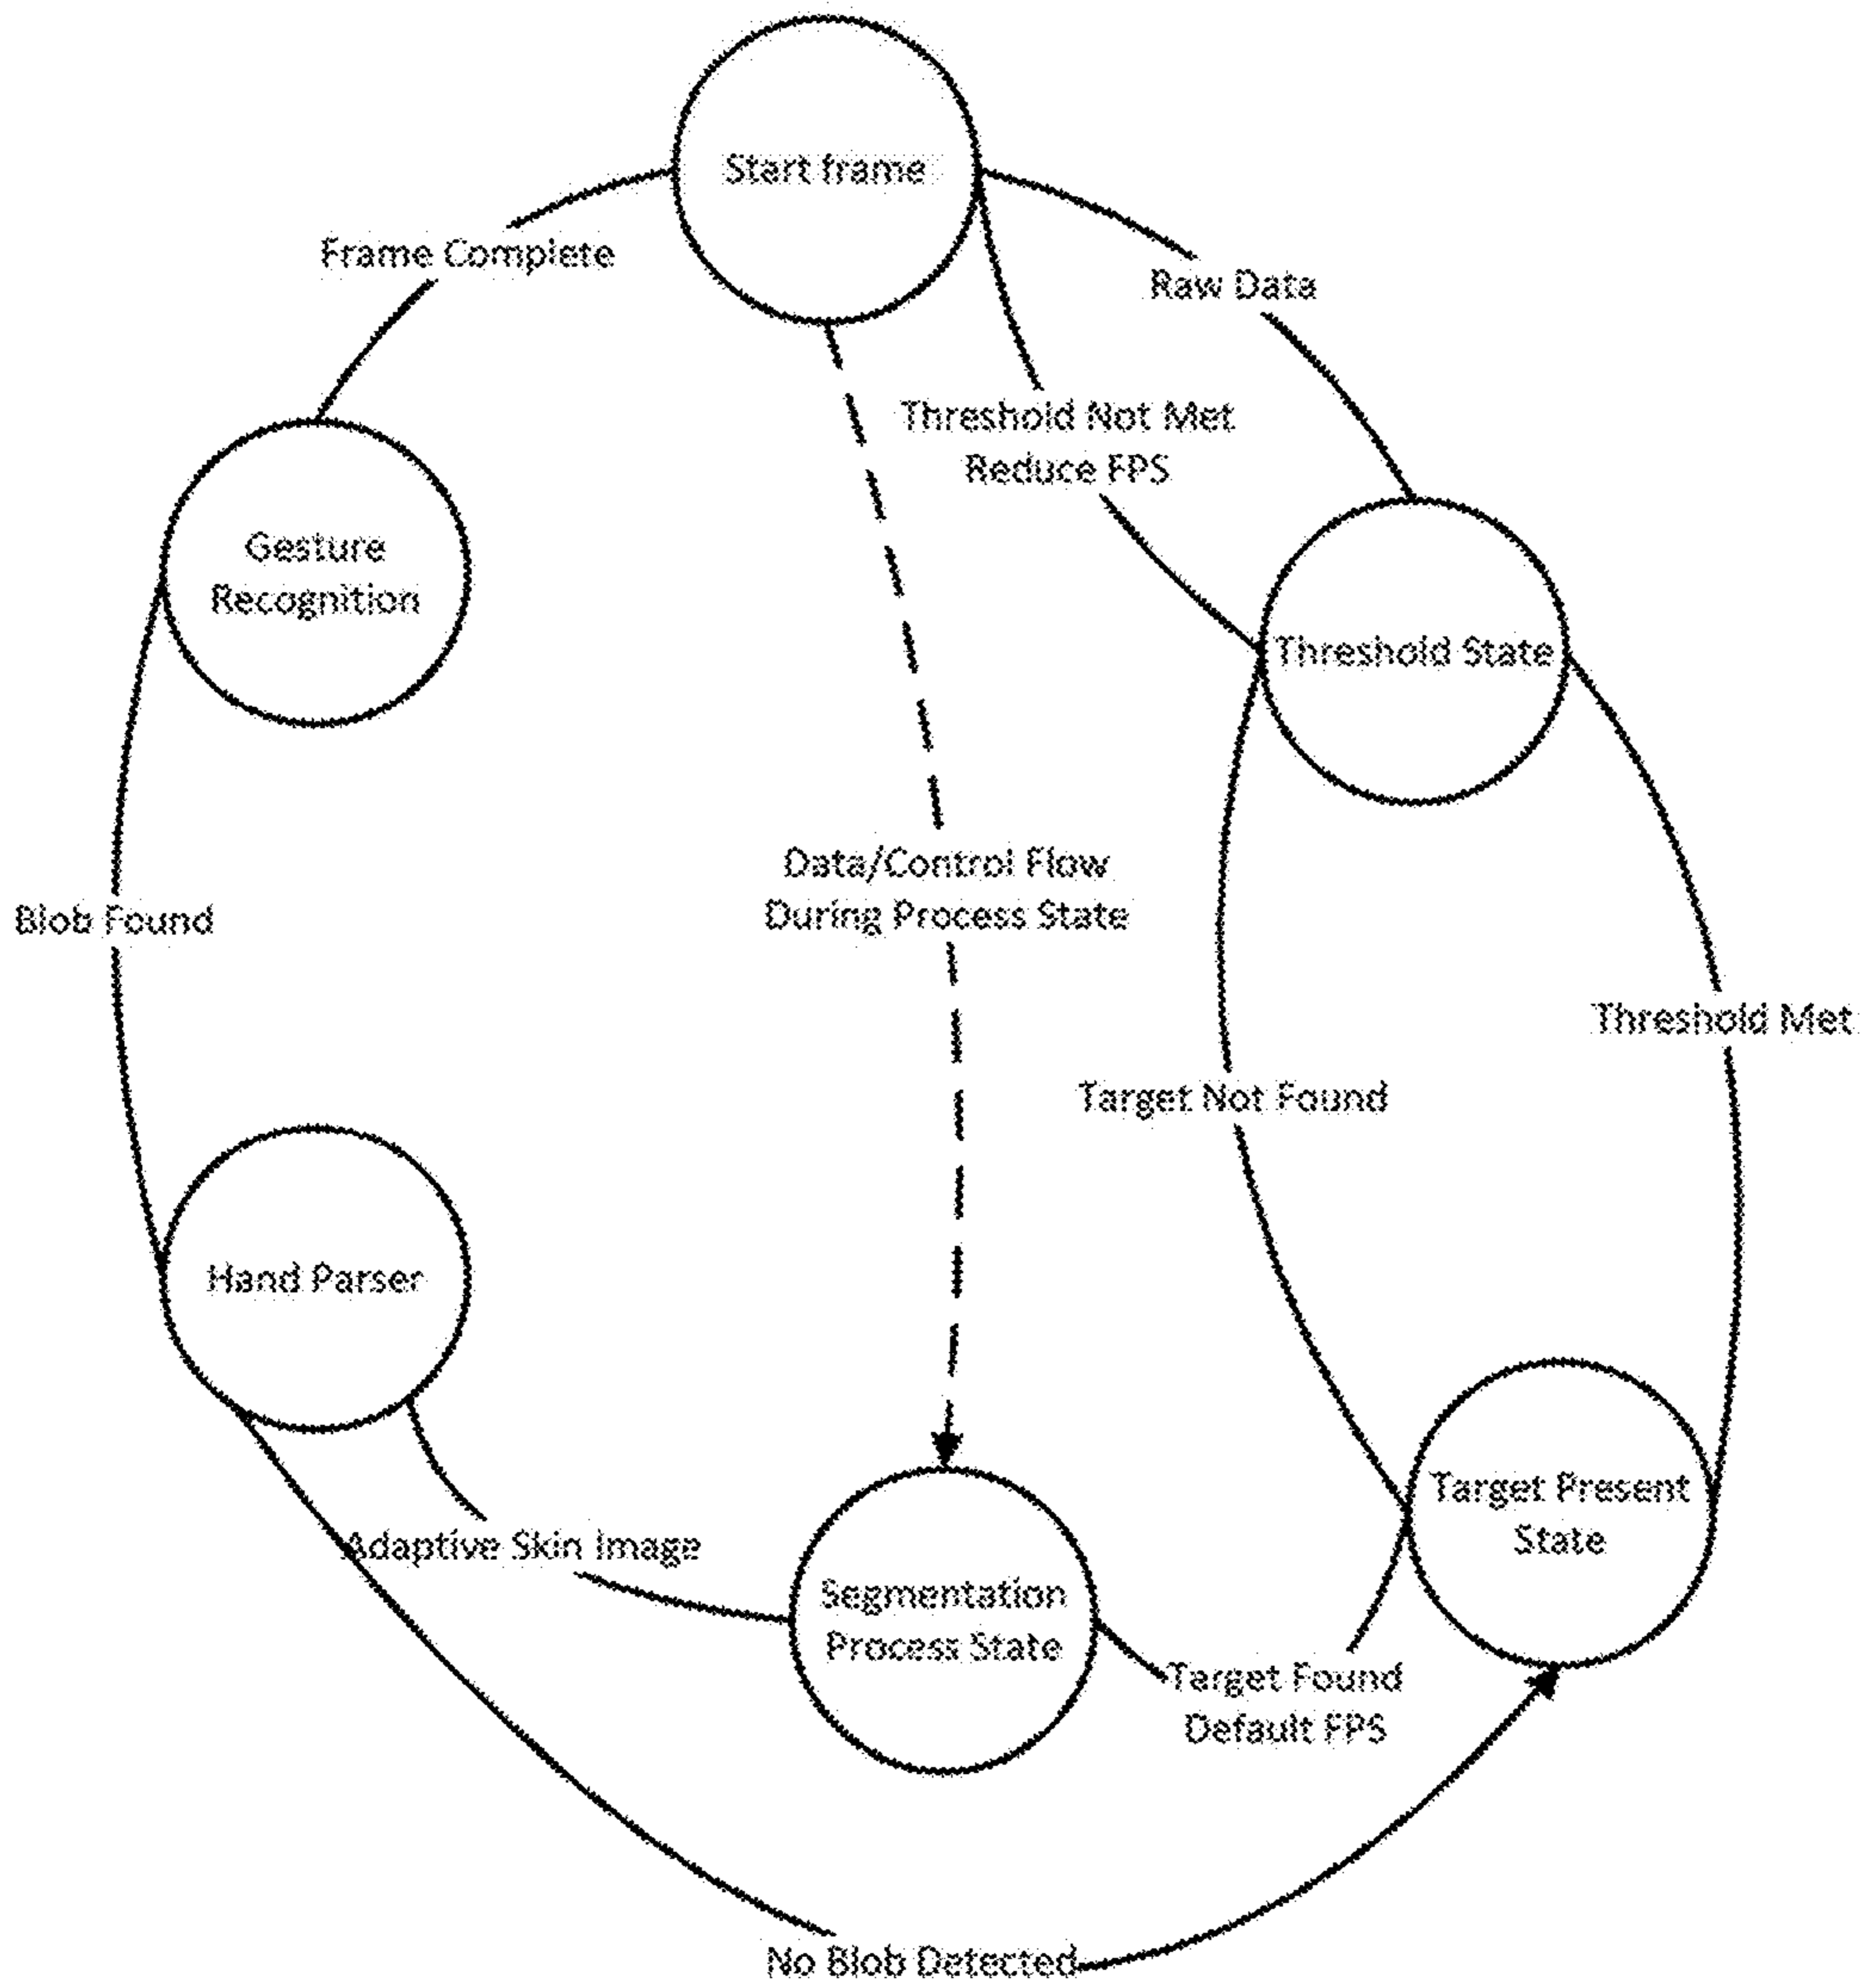 Start frame
Frame Complete
Raw Data
Threshold Not Met
Reduce FPS
Gesture
Recognition
Threshold State
Data/Control Flow
During Process State
Blob Found
Threshold Met
Target Not Found
Hand Parser
Target Present
State
Adaptive Skin Image
Segmentation
Process State
Target Found
Default FPS
No Blob Detected